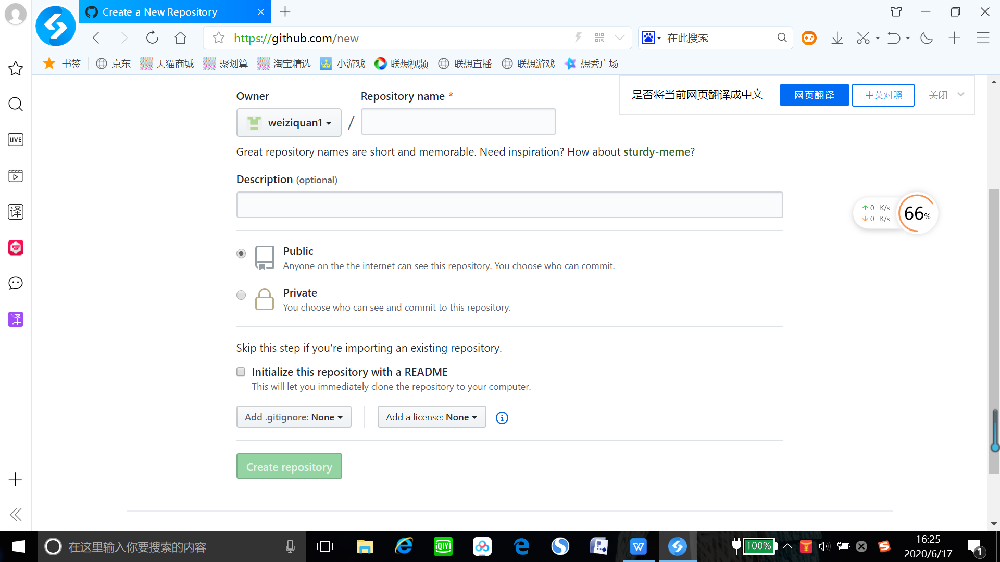 Create a New Repository
https://github.com/new
在此搜索
书签
京东
天猫商城
聚划算
淘宝精选
小游戏
联想视频
联想直播
联想游戏
想秀广场
LIVE
译
译
是否将当前网页翻译成中文
网页翻译
中英对照
关闭
Owner
Repository name *
weiziquan1
/
Great repository names are short and memorable. Need inspiration? How about sturdy-meme?
Description (optional)
0 K/s
0 K/s
66%
Public
Anyone on the the internet can see this repository. You choose who can commit.
Private
You choose who can see and commit to this repository.
Skip this step if you’re importing an existing repository.
Initialize this repository with a README
This will let you immediately clone the repository to your computer.
Add .gitignore: None
Add a license: None
Create repository
在这里输入你要搜索的内容
iQIYI
W
100%
16:25
2020/6/17
1